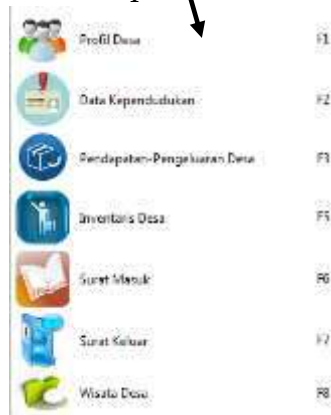 Profil Desa F1
Data Kependudukan F2
Pendapatan-Pengeluaran Desa F3
Inventaris Desa F5
Surat Masuk F6
Surat Keluar F7
Wisata Desa F8